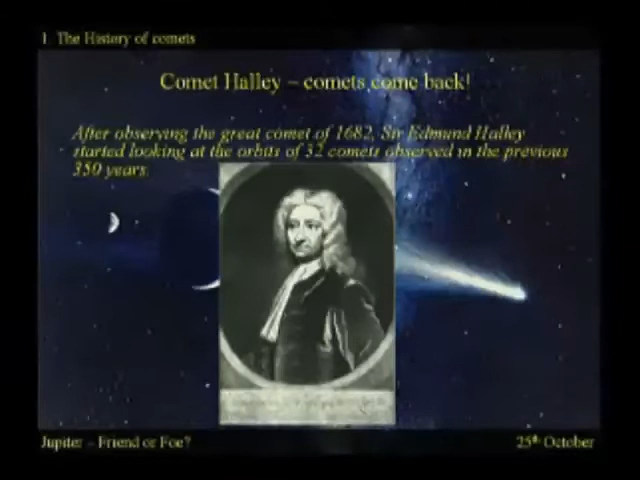 1. The History of comets
Comet Halley – comets come back!
After observing the great comet of 1682, Sir Edmund Halley
started looking at the orbits of 32 comets observed in the previous
350 years.
Jupiter – Friend or Foe?
25th October